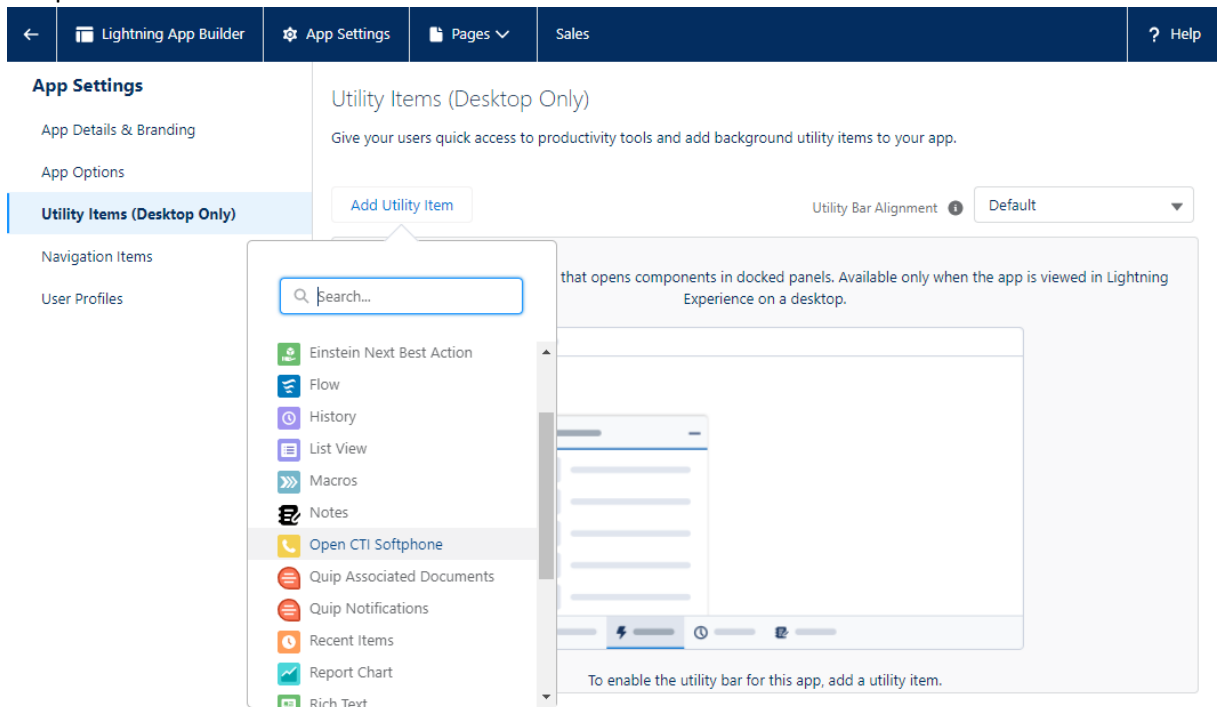 Lightning App Builder
App Settings
Pages
Sales
? Help
App Settings
App Details & Branding
App Options
Utility Items (Desktop Only)
Navigation Items
User Profiles
Utility Items (Desktop Only)
Give your users quick access to productivity tools and add background utility items to your app.
Add Utility Item
Utility Bar Alignment
Default
Search...
Einstein Next Best Action
Flow
History
List View
Macros
Notes
Open CTI Softphone
Quip Associated Documents
Quip Notifications
Recent Items
Report Chart
Rich Text
that opens components in docked panels. Available only when the app is viewed in Lightning
Experience on a desktop.
To enable the utility bar for this app, add a utility item.